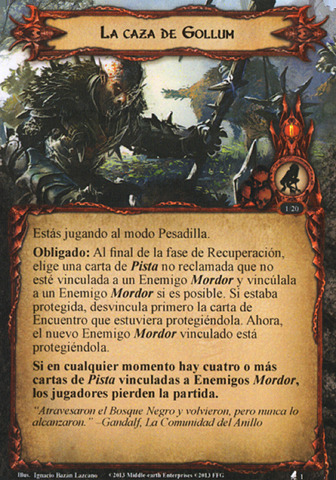 La caza de Gollum
1/20
Estás jugando al modo Pesadilla.
Obligado: Al final de la fase de Recuperación,
elige una carta de Pista no reclamada que no
esté vinculada a un Enemigo Mordor y vincúlala
a un Enemigo Mordor si es posible. Si estaba
protegida, desvincula primero la carta de
Encuentro que estuviera protegiéndola. Ahora,
el nuevo Enemigo Mordor vinculado está
protegiéndola.
Si en cualquier momento hay cuatro o más
cartas de Pista vinculadas a Enemigos Mordor,
los jugadores pierden la partida.
"Atravesaron el Bosque Negro y volvieron, pero nunca lo
alcanzaron." –Gandalf, La Comunidad del Anillo
Illus. Ignacio Bazán Lazcano ©2013 Middle-earth Enterprises ©2013 FFG 1